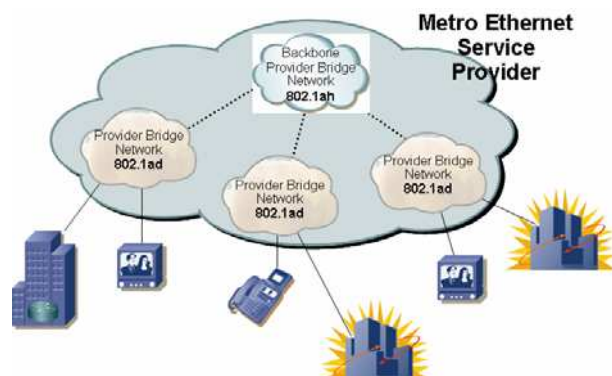 Metro Ethernet
Service
Provider
Backbone
Provider Bridge
Network
802.1ah
Provider Bridge
Network
802.1ad
Provider Bridge
Network
802.1ad
Provider Bridge
Network
802.1ad